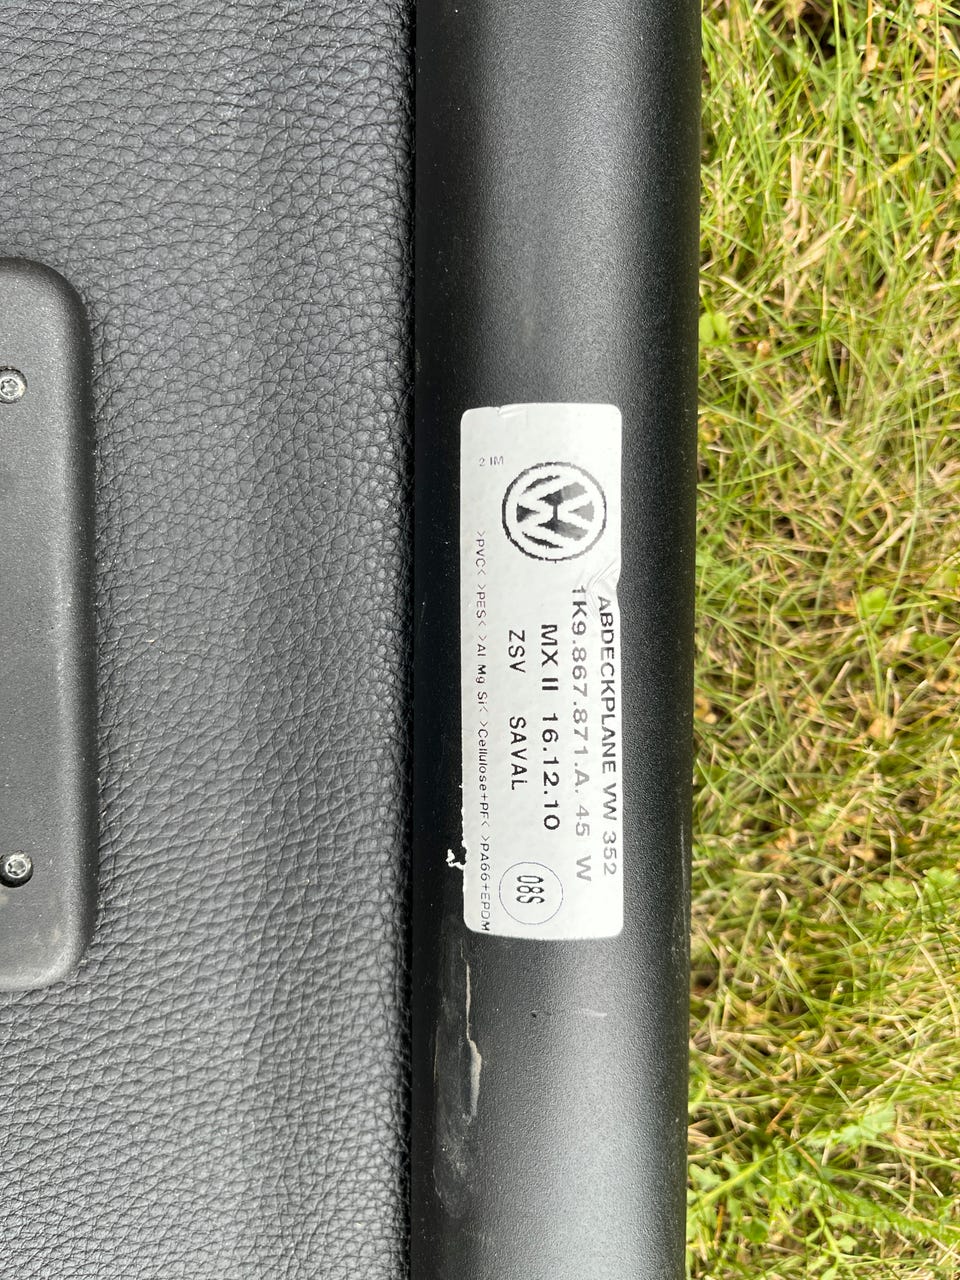 ABDECKPLANE VW 352
1K9.867.871.A. 45 W
MX II 16.12.10
ZSV SAVAL
08S
>PVC< >PES< >Al Mg Si< >Cellulose+PF< >PA66+EPDM
2 IM